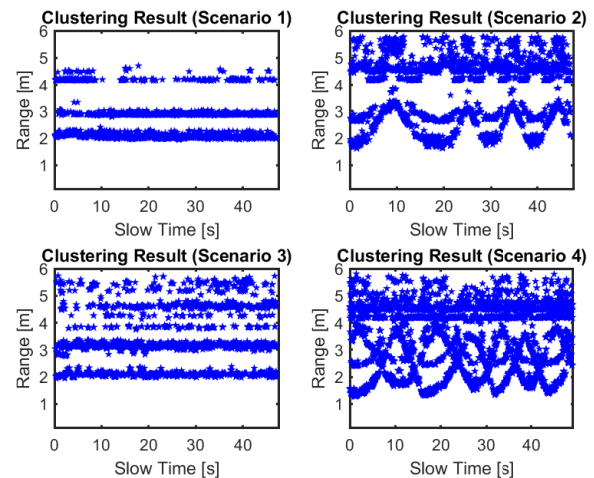 Clustering Result (Scenario 1)
6
5
4
3
2
1
Range [m]
0 10 20 30 40
Slow Time [s]
Clustering Result (Scenario 2)
6
5
4
3
2
1
Range [m]
0 10 20 30 40
Slow Time [s]
Clustering Result (Scenario 3)
6
5
4
3
2
1
Range [m]
0 10 20 30 40
Slow Time [s]
Clustering Result (Scenario 4)
6
5
4
3
2
1
Range [m]
0 10 20 30 40
Slow Time [s]